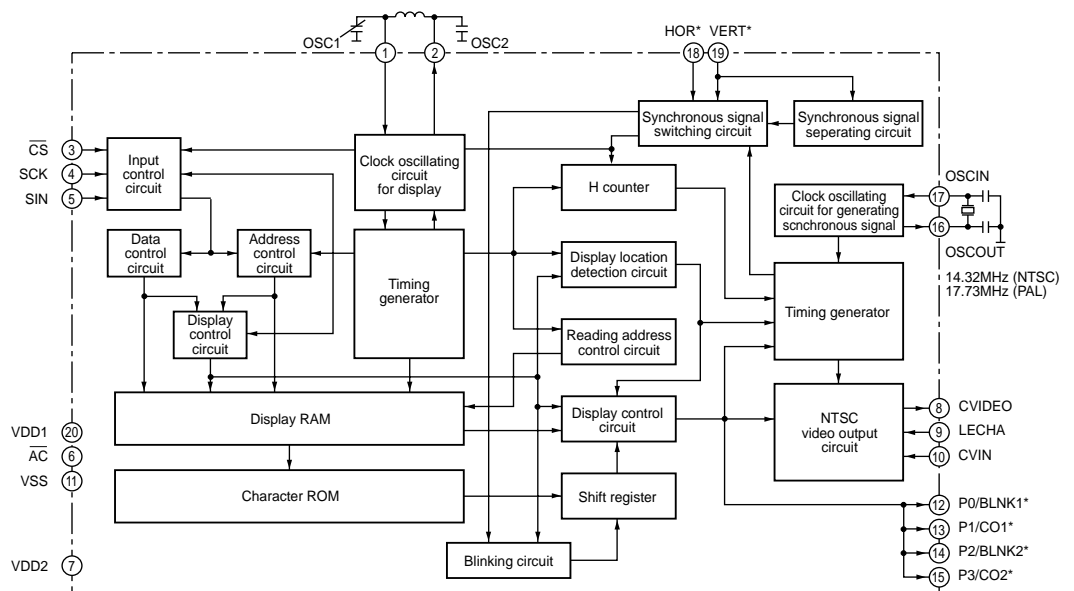 OSC1
OSC2
1
2
HOR*
VERT*
18
19
CS
3
SCK
4
SIN
5
Input
control
circuit
Clock oscillating
circuit
for display
Synchronous signal
switching circuit
Synchronous signal
seperating circuit
H counter
Clock oscillating
circuit for generating
scnchronous signal
OSCIN
17
16
OSCOUT
14.32MHz (NTSC)
17.73MHz (PAL)
Data
control
circuit
Address
control
circuit
Timing
generator
Display location
detection circuit
Timing generator
Display
control
circuit
Reading address
control circuit
Display RAM
Display control
circuit
NTSC
video output
circuit
8
CVIDEO
9
LECHA
10
CVIN
VDD1
20
AC
6
VSS
11
Character ROM
Shift register
12
P0/BLNK1*
13
P1/CO1*
14
P2/BLNK2*
15
P3/CO2*
VDD2
7
Blinking circuit